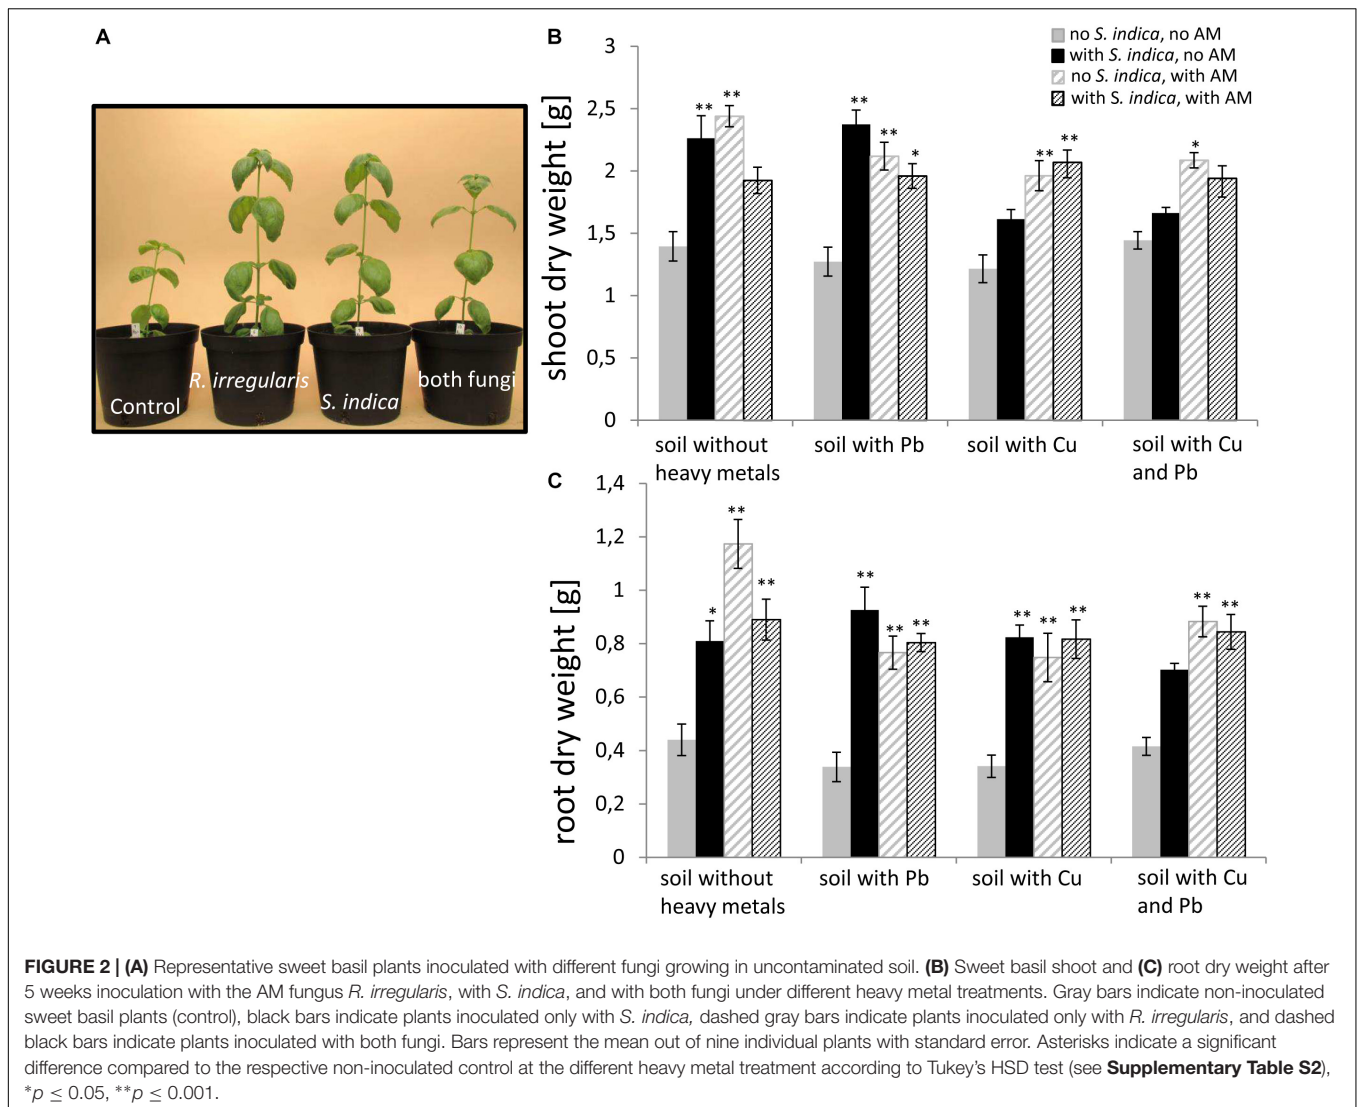 A
Control
R. irregularis
S. indica
both fungi
B
no S. indica, no AM
with S. indica, no AM
no S. indica, with AM
with S. indica, with AM
shoot dry weight [g]
3
2,5
2
1,5
1
0,5
0
** ** ** ** * ** ** *
soil without heavy metals
soil with Pb
soil with Cu
soil with Cu and Pb
C
root dry weight [g]
1,4
1,2
1
0,8
0,6
0,4
0,2
0
* ** ** ** ** ** ** ** ** ** **
soil without heavy metals
soil with Pb
soil with Cu
soil with Cu and Pb
FIGURE 2 | (A) Representative sweet basil plants inoculated with different fungi growing in uncontaminated soil. (B) Sweet basil shoot and (C) root dry weight after
5 weeks inoculation with the AM fungus R. irregularis, with S. indica, and with both fungi under different heavy metal treatments. Gray bars indicate non-inoculated
sweet basil plants (control), black bars indicate plants inoculated only with S. indica, dashed gray bars indicate plants inoculated only with R. irregularis, and dashed
black bars indicate plants inoculated with both fungi. Bars represent the mean out of nine individual plants with standard error. Asterisks indicate a significant
difference compared to the respective non-inoculated control at the different heavy metal treatment according to Tukey's HSD test (see Supplementary Table S2),
*p ≤ 0.05, **p ≤ 0.001.